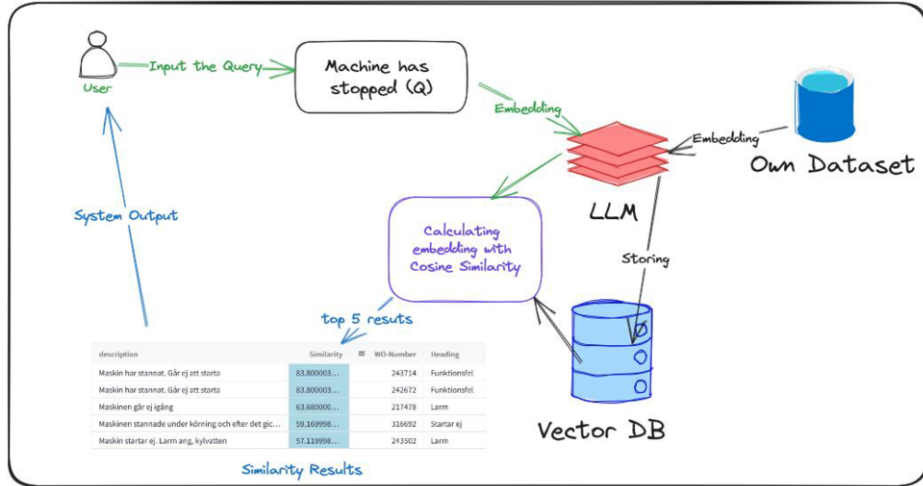 Input the Query
User
Machine has
stopped (Q)
Embedding
Embedding
Own Dataset
LLM
System Output
Calculating
embedding with
Cosine Similarity
Storing
top 5 resuts
description Similarity WO-Number Heading
Maskin har stannat. Går ej att starta 83.800003... 243714 Funktionsfel
Maskin har stannat. Går ej att starta 83.800003... 242672 Funktionsfel
Maskinen går ej igång 63.680000... 217478 Larm
Maskinen stannade under körning och efter det gic... 59.169998... 316692 Startar ej
Maskin startar ej. Larm ang, kylvatten 57.119998... 243502 Larm
Vector DB
Similarity Results